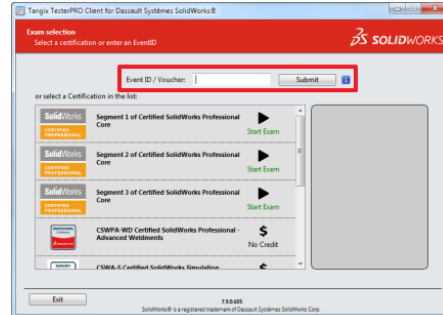 Tangix TesterPRO Client for Dassault Systèmes SolidWorks®
Exam selection
Select a certification or enter an EventID
SOLIDWORKS
Event ID / Voucher:
Submit
or select a Certification in the list:
SolidWorks
CERTIFIED
PROFESSIONAL
Segment 1 of Certified SolidWorks Professional
Core
Start Exam
SolidWorks
CERTIFIED
PROFESSIONAL
Segment 2 of Certified SolidWorks Professional
Core
Start Exam
SolidWorks
CERTIFIED
PROFESSIONAL
Segment 3 of Certified SolidWorks Professional
Core
Start Exam
CSWPA-WD Certified SolidWorks Professional -
Advanced Weldments
$
No Credit
CSWA-S Certified SolidWorks Simulation
$
Exit
7.9.0.605
SolidWorks® is a registered trademark of Dassault Systèmes SolidWorks Corp.